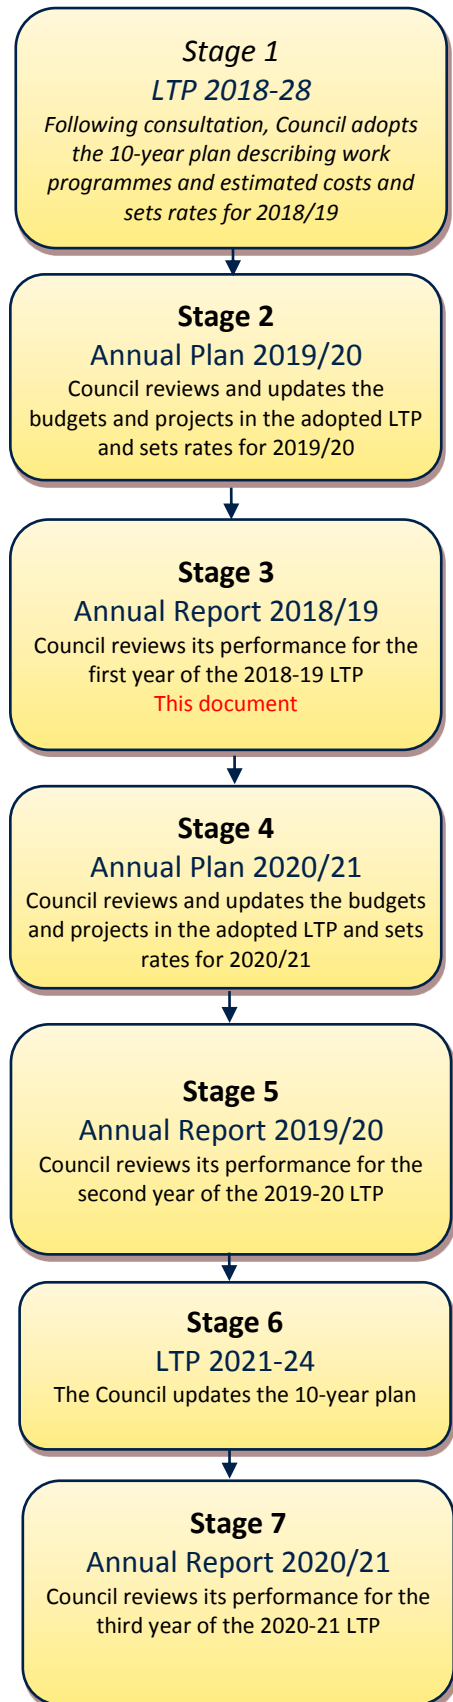 Stage 1
LTP 2018-28
Following consultation, Council adopts
the 10-year plan describing work
programmes and estimated costs and
sets rates for 2018/19
Stage 2
Annual Plan 2019/20
Council reviews and updates the
budgets and projects in the adopted LTP
and sets rates for 2019/20
Stage 3
Annual Report 2018/19
Council reviews its performance for the
first year of the 2018-19 LTP
This document
Stage 4
Annual Plan 2020/21
Council reviews and updates the budgets
and projects in the adopted LTP and sets
rates for 2020/21
Stage 5
Annual Report 2019/20
Council reviews its performance for the
second year of the 2019-20 LTP
Stage 6
LTP 2021-24
The Council updates the 10-year plan
Stage 7
Annual Report 2020/21
Council reviews its performance for the
third year of the 2020-21 LTP